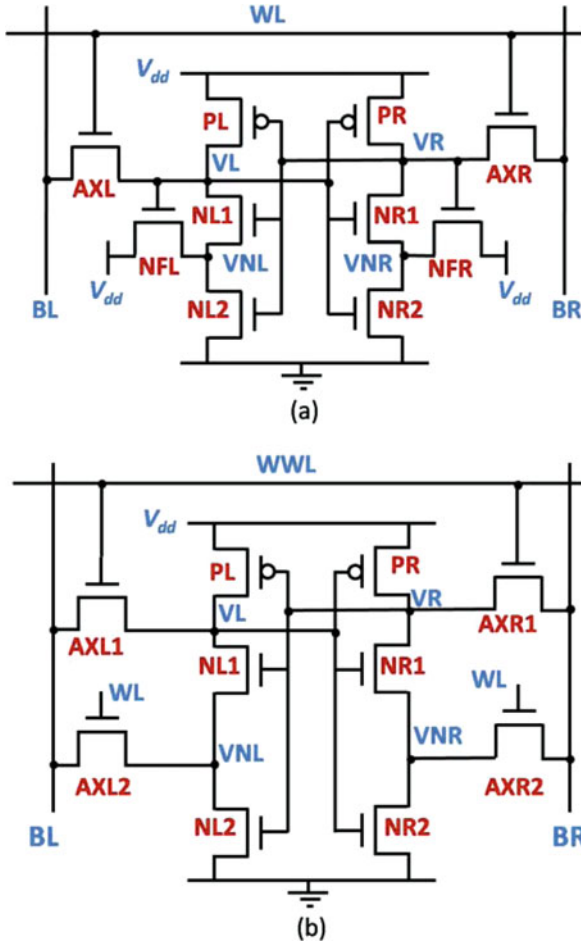 WL
Vdd
PL
PR
VL
VR
AXL
AXR
NL1
NR1
NFL
VNL
VNR
NFR
Vdd
Vdd
BL
NL2
NR2
BR
(a)
WWL
Vdd
PL
PR
VL
VR
AXL1
AXR1
NL1
NR1
WL
WL
VNL
VNR
AXL2
AXR2
BL
NL2
NR2
BR
(b)